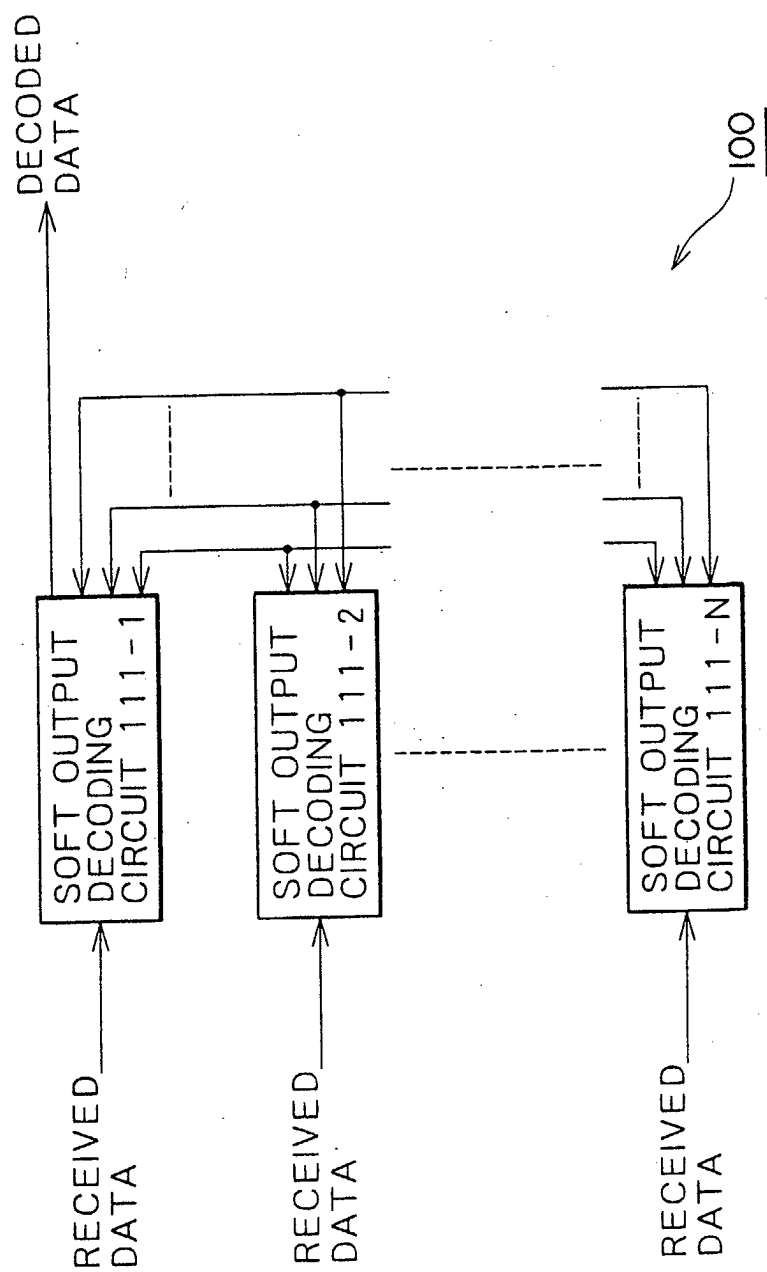 DECODED
DATA
RECEIVED
DATA
SOFT OUTPUT
DECODING
CIRCUIT 111-1
RECEIVED
DATA
SOFT OUTPUT
DECODING
CIRCUIT 111-2
RECEIVED
DATA
SOFT OUTPUT
DECODING
CIRCUIT 111-N
100